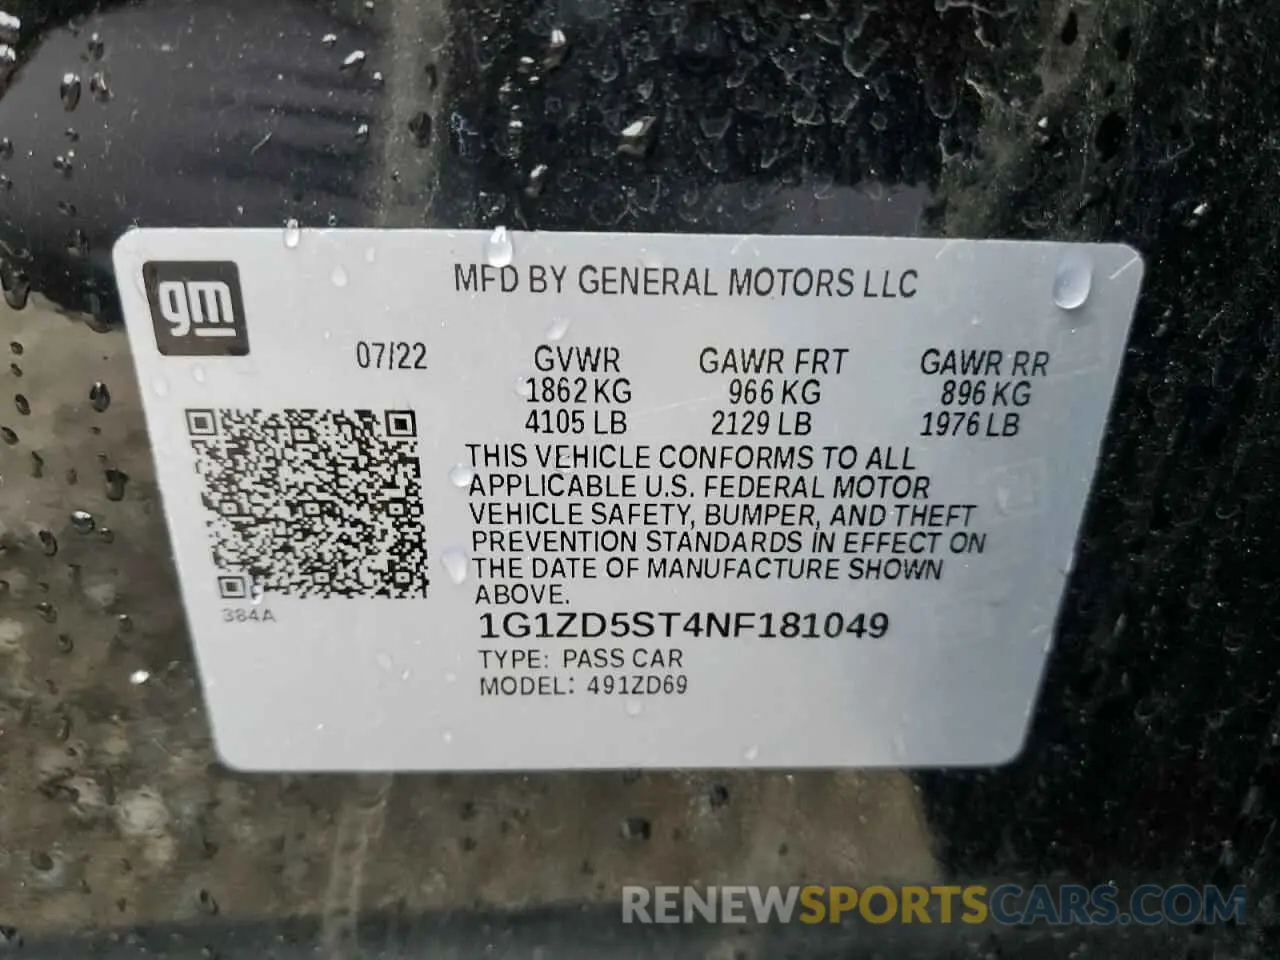 MFD BY GENERAL MOTORS LLC
gm
07/22
GVWR GAWR FRT GAWR RR
1862 KG 966 KG 896 KG
4105 LB 2129 LB 1976 LB
THIS VEHICLE CONFORMS TO ALL
APPLICABLE U.S. FEDERAL MOTOR
VEHICLE SAFETY, BUMPER, AND THEFT
PREVENTION STANDARDS IN EFFECT ON
THE DATE OF MANUFACTURE SHOWN
ABOVE.
384A
1G1ZD5ST4NF181049
TYPE: PASS CAR
MODEL: 491ZD69
RENEWSPORTSCARS.COM